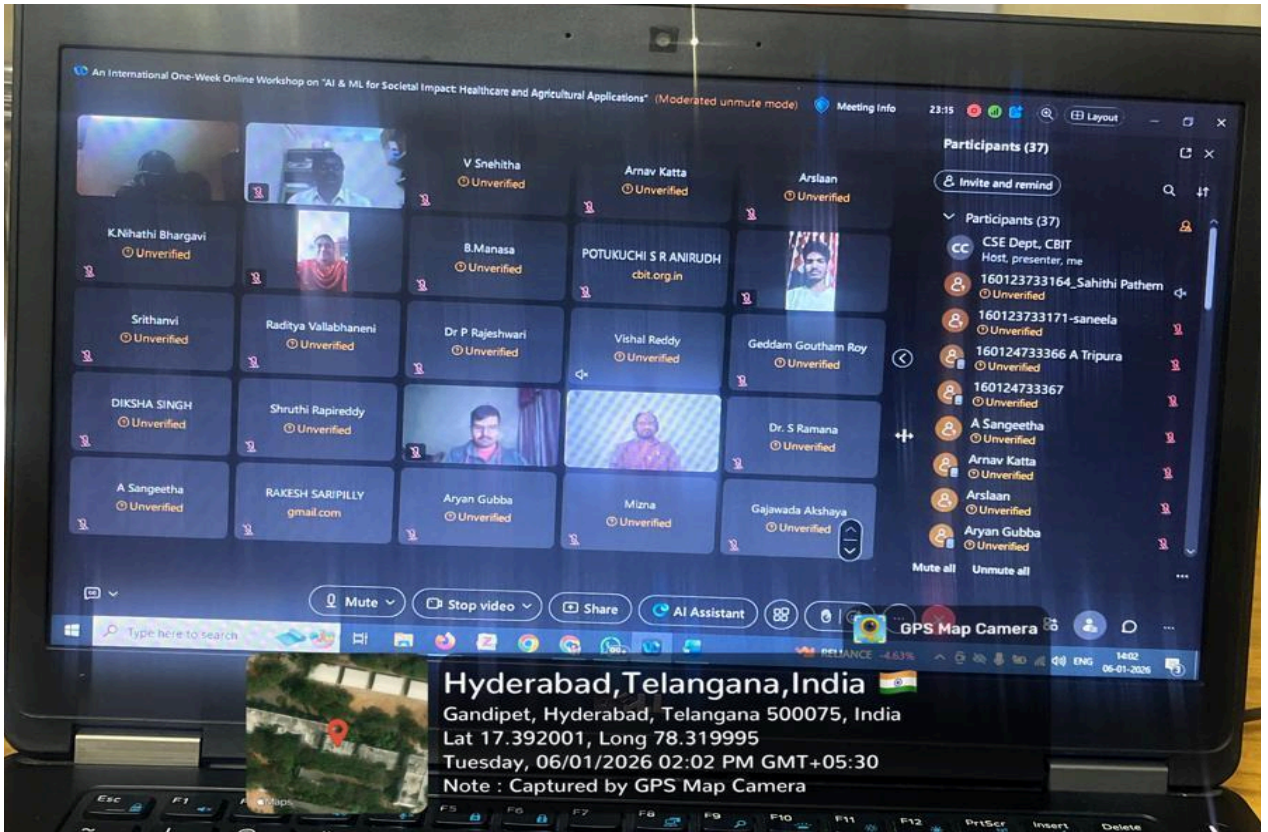 An International One-Week Online Workshop on "AI & ML for Societal Impact: Healthcare and Agricultural Applications" (Moderated unmute mode)
Meeting Info
23:15
Layout
V Snehitha
Unverified
Arnav Katta
Unverified
Arslaan
Unverified
K.Nihathi Bhargavi
Unverified
B.Manasa
Unverified
POTUKUCHI S R ANIRUDH
cbit.org.in
Srithanvi
Unverified
Raditya Vallabhaneni
Unverified
Dr P Rajeshwari
Unverified
Vishal Reddy
Unverified
Geddam Goutham Roy
Unverified
DIKSHA SINGH
Unverified
Shruthi Rapireddy
Unverified
Dr. S Ramana
Unverified
A Sangeetha
Unverified
RAKESH SARIPILLY
gmail.com
Aryan Gubba
Unverified
Mizna
Unverified
Gajawada Akshaya
Unverified
Participants (37)
Invite and remind
Participants (37)
CC
CSE Dept, CBIT
Host, presenter, me
160123733164_Sahithi Pathem
Unverified
160123733171-saneela
Unverified
160124733366 A Tripura
Unverified
160124733367
Unverified
A Sangeetha
Unverified
Arnav Katta
Unverified
Arslaan
Unverified
Aryan Gubba
Unverified
Mute all Unmute all
Mute
Stop video
Share
AI Assistant
GPS Map Camera
Type here to search
RELIANCE -4.63%
ENG
14:02
06-01-2026
Hyderabad,Telangana,India
Gandipet, Hyderabad, Telangana 500075, India
Lat 17.392001, Long 78.319995
Tuesday, 06/01/2026 02:02 PM GMT+05:30
Note : Captured by GPS Map Camera
Maps
Esc
F1
F5
F6
F7
F8
F9
F10
F11
F12
PrtScr
Insert
Delete